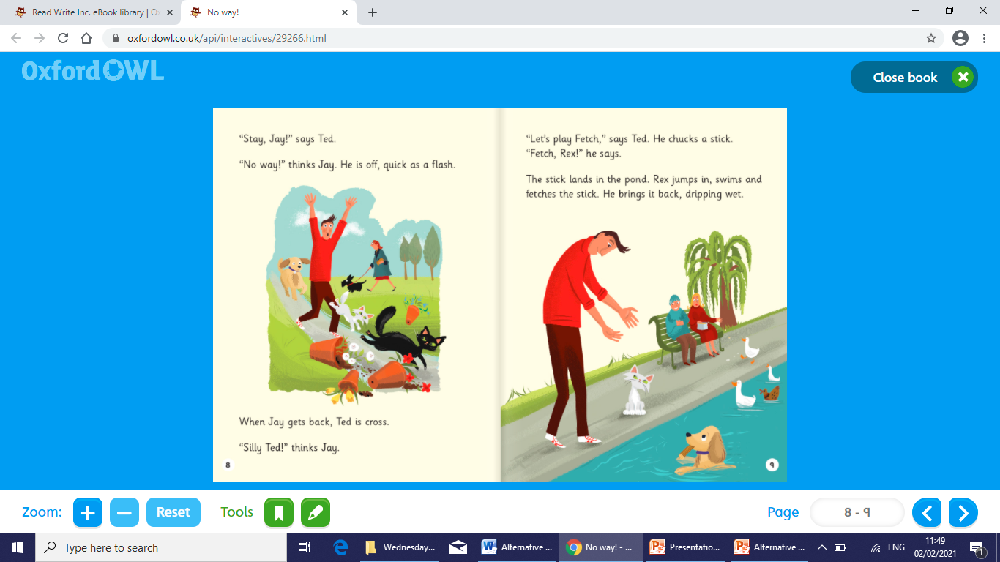 Read Write Inc. eBook library | Ox
No way!
oxfordowl.co.uk/api/interactives/29266.html
OxfordOWL
Close book
“Stay, Jay!” says Ted.
“No way!” thinks Jay. He is off, quick as a flash.
When Jay gets back, Ted is cross.
“Silly Ted!” thinks Jay.
8
“Let’s play Fetch,” says Ted. He chucks a stick.
“Fetch, Rex!” he says.
The stick lands in the pond. Rex jumps in, swims and
fetches the stick. He brings it back, dripping wet.
9
Zoom:
Reset
Tools
Page
8 - 9
Type here to search
Wednesday...
Alternative ...
No way! - ...
Presentatio...
Alternative ...
ENG
11:49
02/02/2021
1